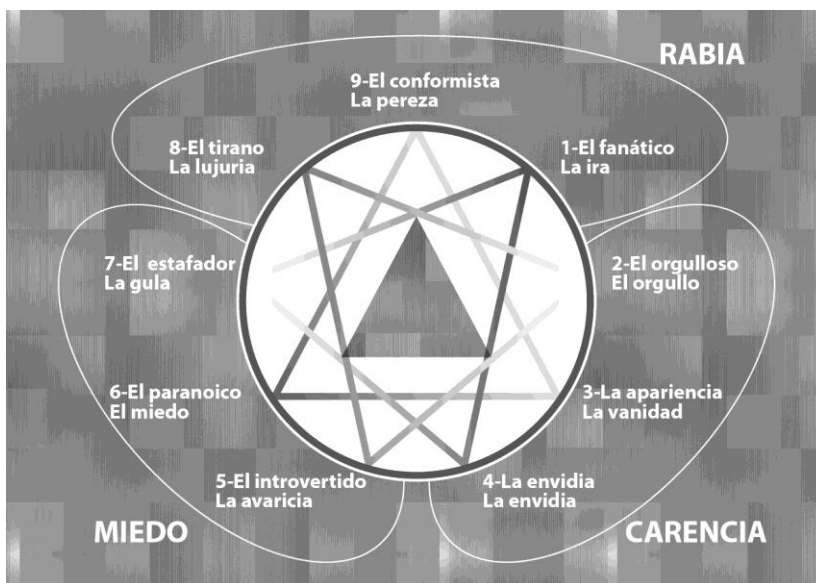 RABIA
9-El conformista
La pereza
8-El tirano
La lujuria
1-El fanático
La ira
7-El estafador
La gula
2-El orgulloso
El orgullo
6-El paranoico
El miedo
3-La apariencia
La vanidad
5-El introvertido
La avaricia
4-La envidia
La envidia
MIEDO
CARENCIA